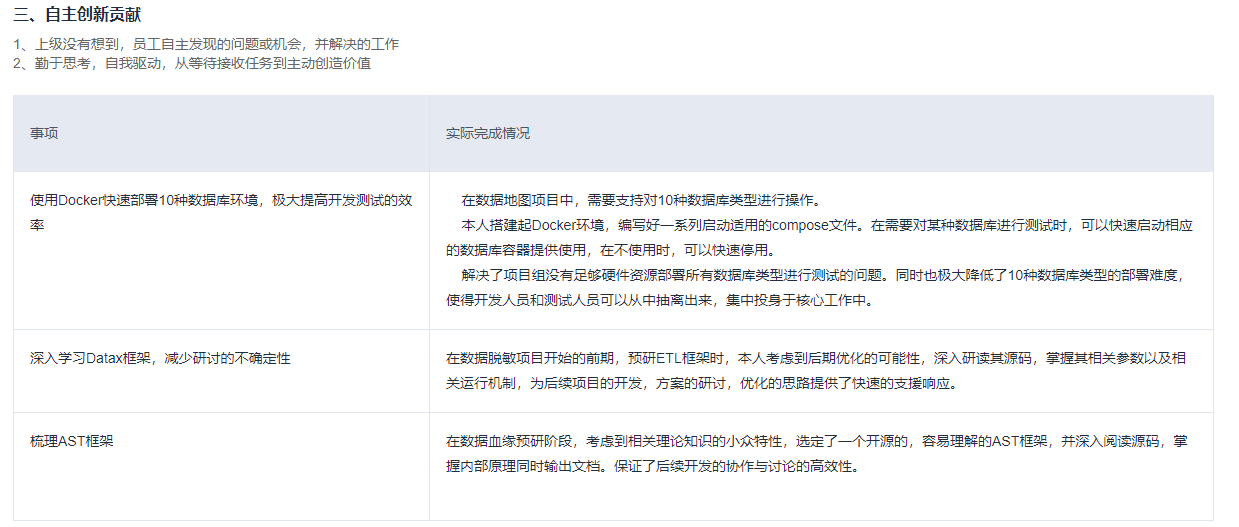 三、自主创新贡献
1、上级没有想到，员工自主发现的问题或机会，并解决的工作
2、勤于思考，自我驱动，从等待接收任务到主动创造价值
事项
实际完成情况
使用Docker快速部署10种数据库环境，极大提高开发测试的效
率
在数据地图项目中，需要支持对10种数据库类型进行操作。
本人搭建起Docker环境，编写好一系列启动适用的compose文件。在需要对某种数据库进行测试时，可以快速启动相应
的数据库容器提供使用，在不使用时，可以快速停用。
解决了项目组没有足够硬件资源部署所有数据库类型进行测试的问题。同时也极大降低了10种数据库类型的部署难度，
使得开发人员和测试人员可以从中抽离出来，集中投身于核心工作中。
深入学习Datax框架，减少研讨的不确定性
在数据脱敏项目开始的前期，预研ETL框架时，本人考虑到后期优化的可能性，深入研读其源码，掌握其相关参数以及相
关运行机制，为后续项目的开发，方案的研讨，优化的思路提供了快速的支援响应。
梳理AST框架
在数据血缘预研阶段，考虑到相关理论知识的小众特性，选定了一个开源的，容易理解的AST框架，并深入阅读源码，掌
握内部原理同时输出文档。保证了后续开发的协作与讨论的高效性。